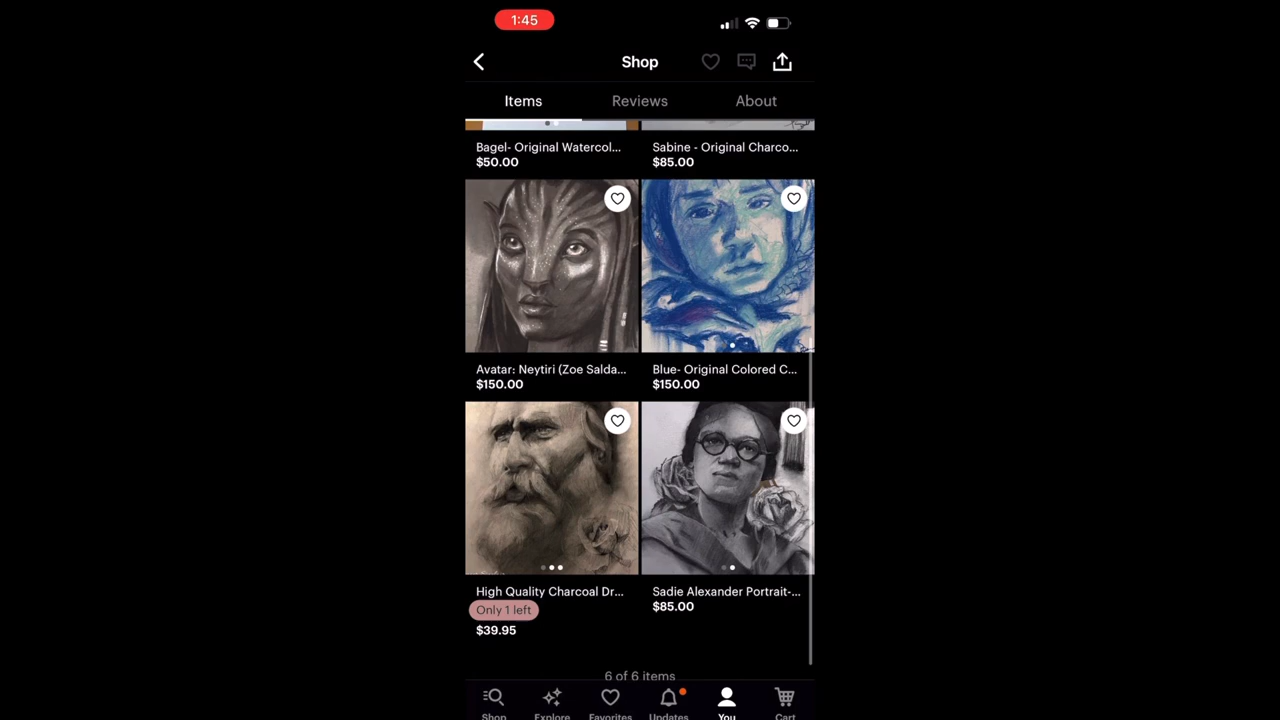 1:45
Shop
Items
Reviews
About
Bagel- Original Watercol...
$50.00
Sabine - Original Charco...
$85.00
Avatar: Neytiri (Zoe Salda...
$150.00
Blue- Original Colored C...
$150.00
High Quality Charcoal Dr...
Only 1 left
$39.95
Sadie Alexander Portrait-...
$85.00
6 of 6 items
Shop
Explore
Favorites
Updates
You
Cart